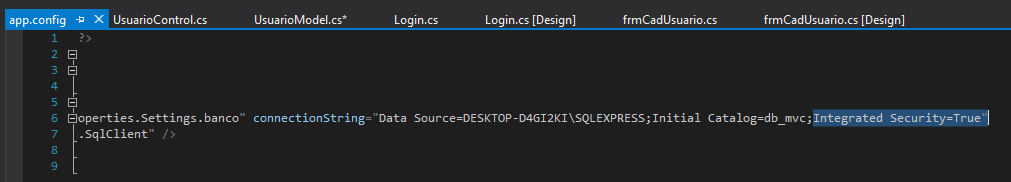 app.config UsuarioControl.cs UsuarioModel.cs* Login.cs Login.cs [Design] frmCadUsuario.cs frmCadUsuario.cs [Design]
1 ?>
2
3
4
5
6 operties.Settings.banco" connectionString="Data Source=DESKTOP-D4GI2KI\SQLEXPRESS;Initial Catalog=db_mvc;Integrated Security=True"
7 .SqlClient" />
8
9